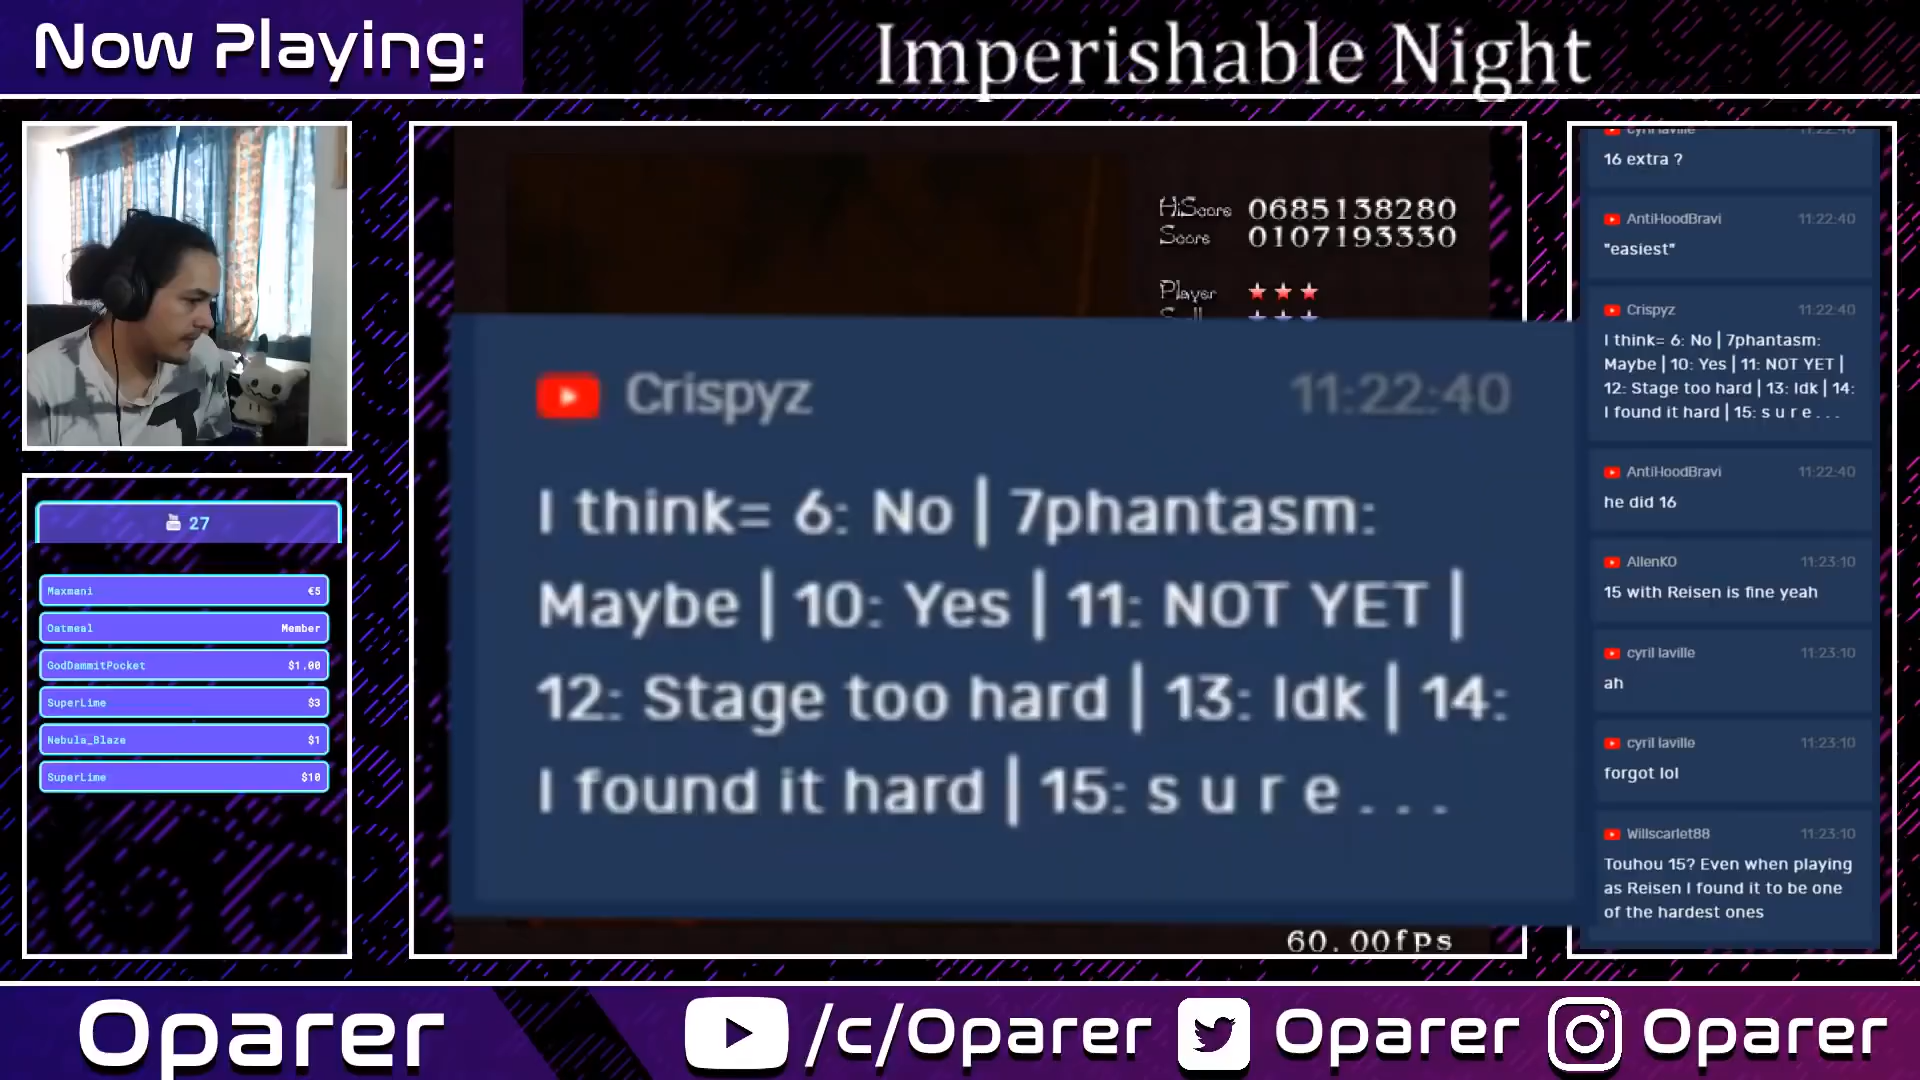 Now Playing:
Imperishable Night
HiScore 0685138280
Score 0107193330
Player
Crispyz 11:22:40
I think= 6: No | 7phantasm:
Maybe | 10: Yes | 11: NOT YET |
12: Stage too hard | 13: Idk | 14:
I found it hard | 15: s u r e . . .
60.00fps
27
Maxmani €5
Oatmeal Member
GodDammitPocket $1.00
SuperLime $3
Nebula_Blaze $1
SuperLime $10
cyril laville 11:22:40
16 extra ?
AntiHoodBravi 11:22:40
"easiest"
Crispyz 11:22:40
I think= 6: No | 7phantasm:
Maybe | 10: Yes | 11: NOT YET |
12: Stage too hard | 13: Idk | 14:
I found it hard | 15: s u r e . . .
AntiHoodBravi 11:22:40
he did 16
AllenKO 11:23:10
15 with Reisen is fine yeah
cyril laville 11:23:10
ah
cyril laville 11:23:10
forgot lol
Willscarlet88 11:23:10
Touhou 15? Even when playing
as Reisen I found it to be one
of the hardest ones
Oparer
/c/Oparer
Oparer
Oparer